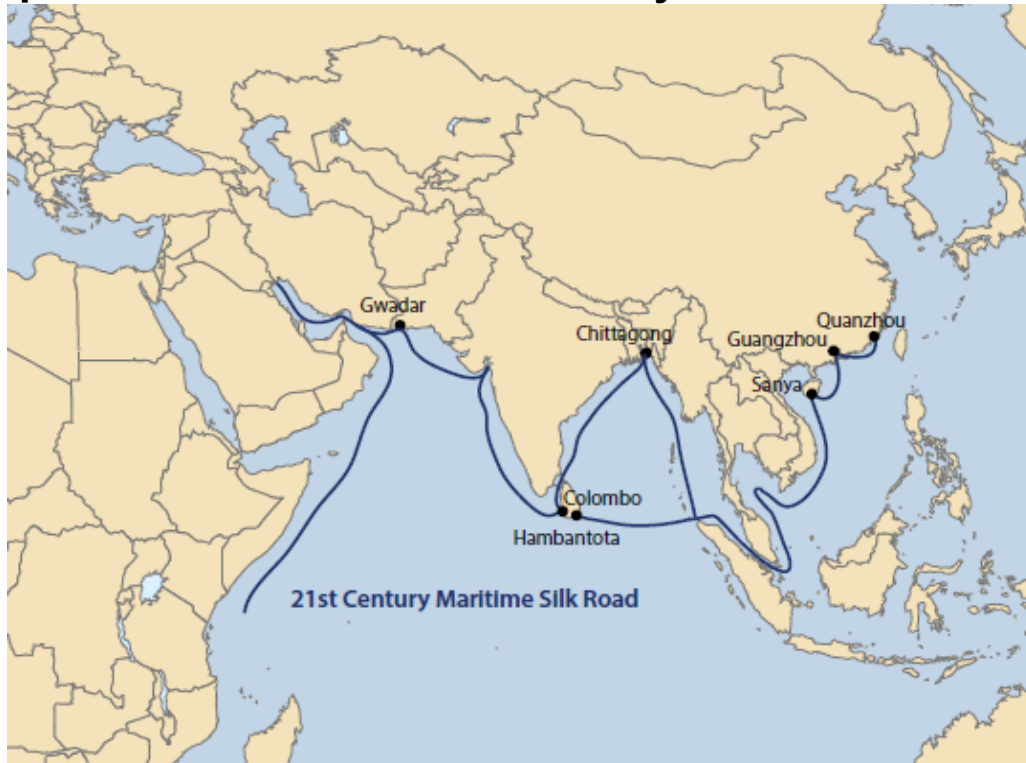 Gwadar
Quanzhou
Chittagong
Guangzhou
Sanya
Colombo
Hambantota
21st Century Maritime Silk Road